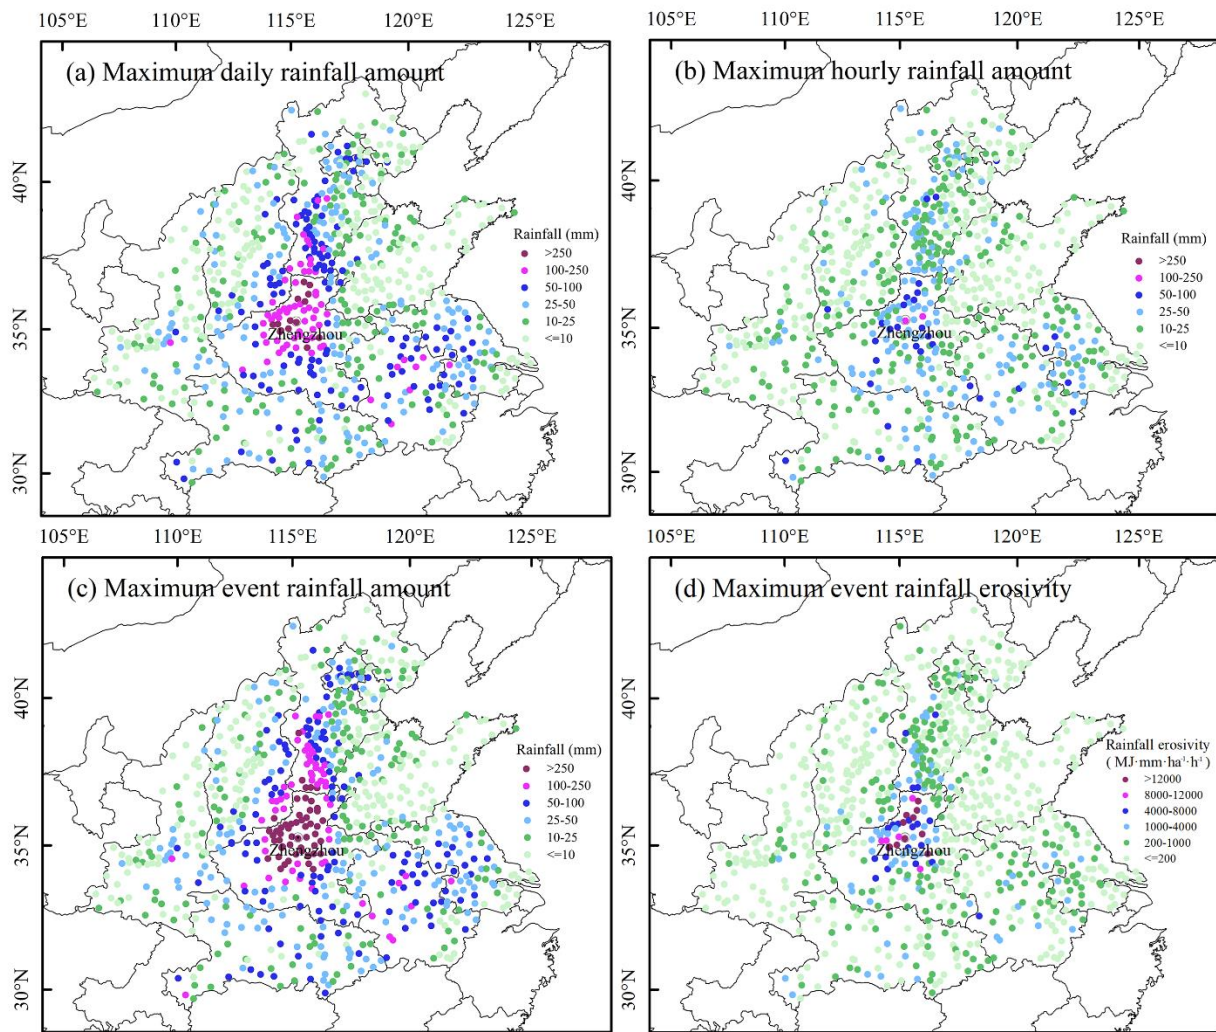 105°E 110°E 115°E 120°E 125°E
105°E 110°E 115°E 120°E 125°E
(a) Maximum daily rainfall amount
40°N
35°N
30°N
Zhengzhou
Rainfall (mm)
>250
100-250
50-100
25-50
10-25
<=10
(b) Maximum hourly rainfall amount
40°N
35°N
30°N
Zhengzhou
Rainfall (mm)
>250
100-250
50-100
25-50
10-25
<=10
105°E 110°E 115°E 120°E 125°E
105°E 110°E 115°E 120°E 125°E
(c) Maximum event rainfall amount
40°N
35°N
30°N
Zhengzhou
Rainfall (mm)
>250
100-250
50-100
25-50
10-25
<=10
(d) Maximum event rainfall erosivity
40°N
35°N
30°N
Zhengzhou
Rainfall erosivity
( MJ·mm·ha⁻¹·h⁻¹ )
>12000
8000-12000
4000-8000
1000-4000
200-1000
<=200